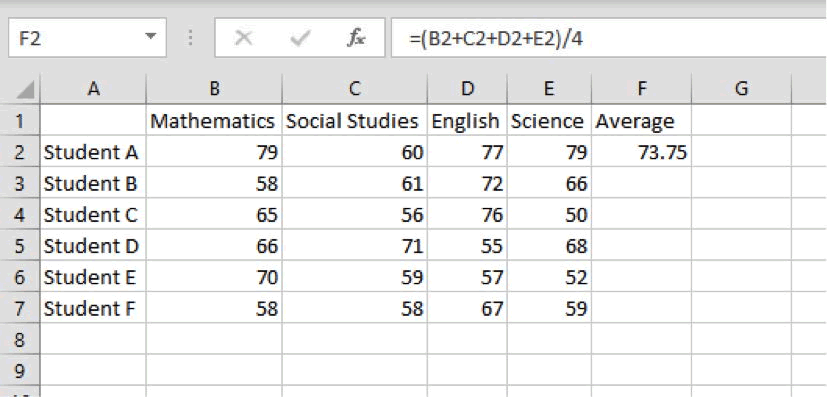 F2 fx =(B2+C2+D2+E2)/4
A B C D E F G
1 Mathematics Social Studies English Science Average
2 Student A 79 60 77 79 73.75
3 Student B 58 61 72 66
4 Student C 65 56 76 50
5 Student D 66 71 55 68
6 Student E 70 59 57 52
7 Student F 58 58 67 59
8
9